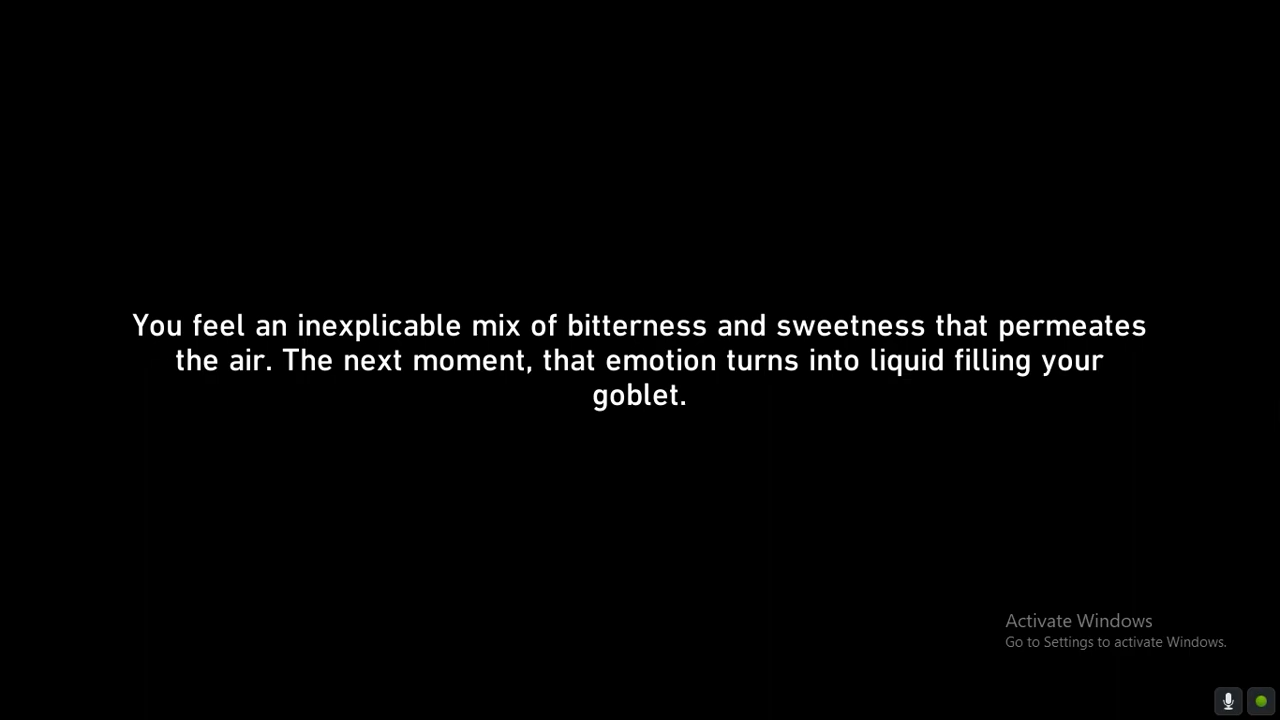 You feel an inexplicable mix of bitterness and sweetness that permeates
the air. The next moment, that emotion turns into liquid filling your
goblet.
Activate Windows
Go to Settings to activate Windows.